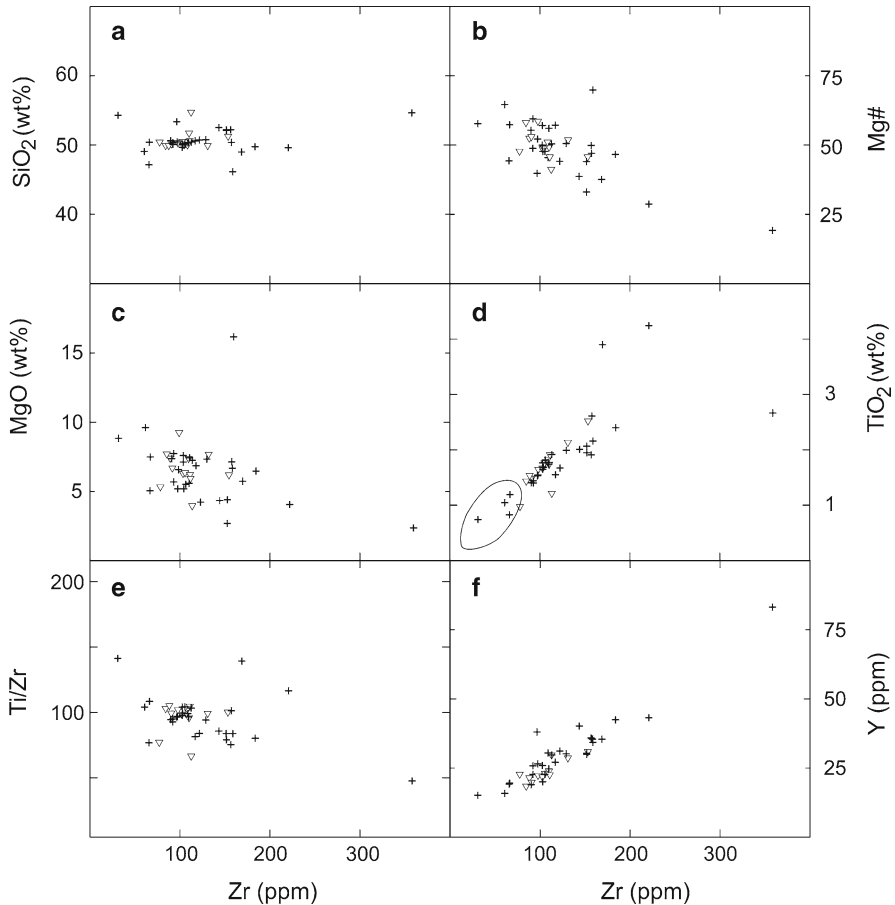 a
b
60
50
40
SiO2 (wt%)
75
50
25
Mg#
c
d
15
10
5
MgO (wt%)
3
1
TiO2 (wt%)
e
f
200
100
Ti/Zr
75
50
25
Y (ppm)
100 200 300
100 200 300
Zr (ppm)
Zr (ppm)